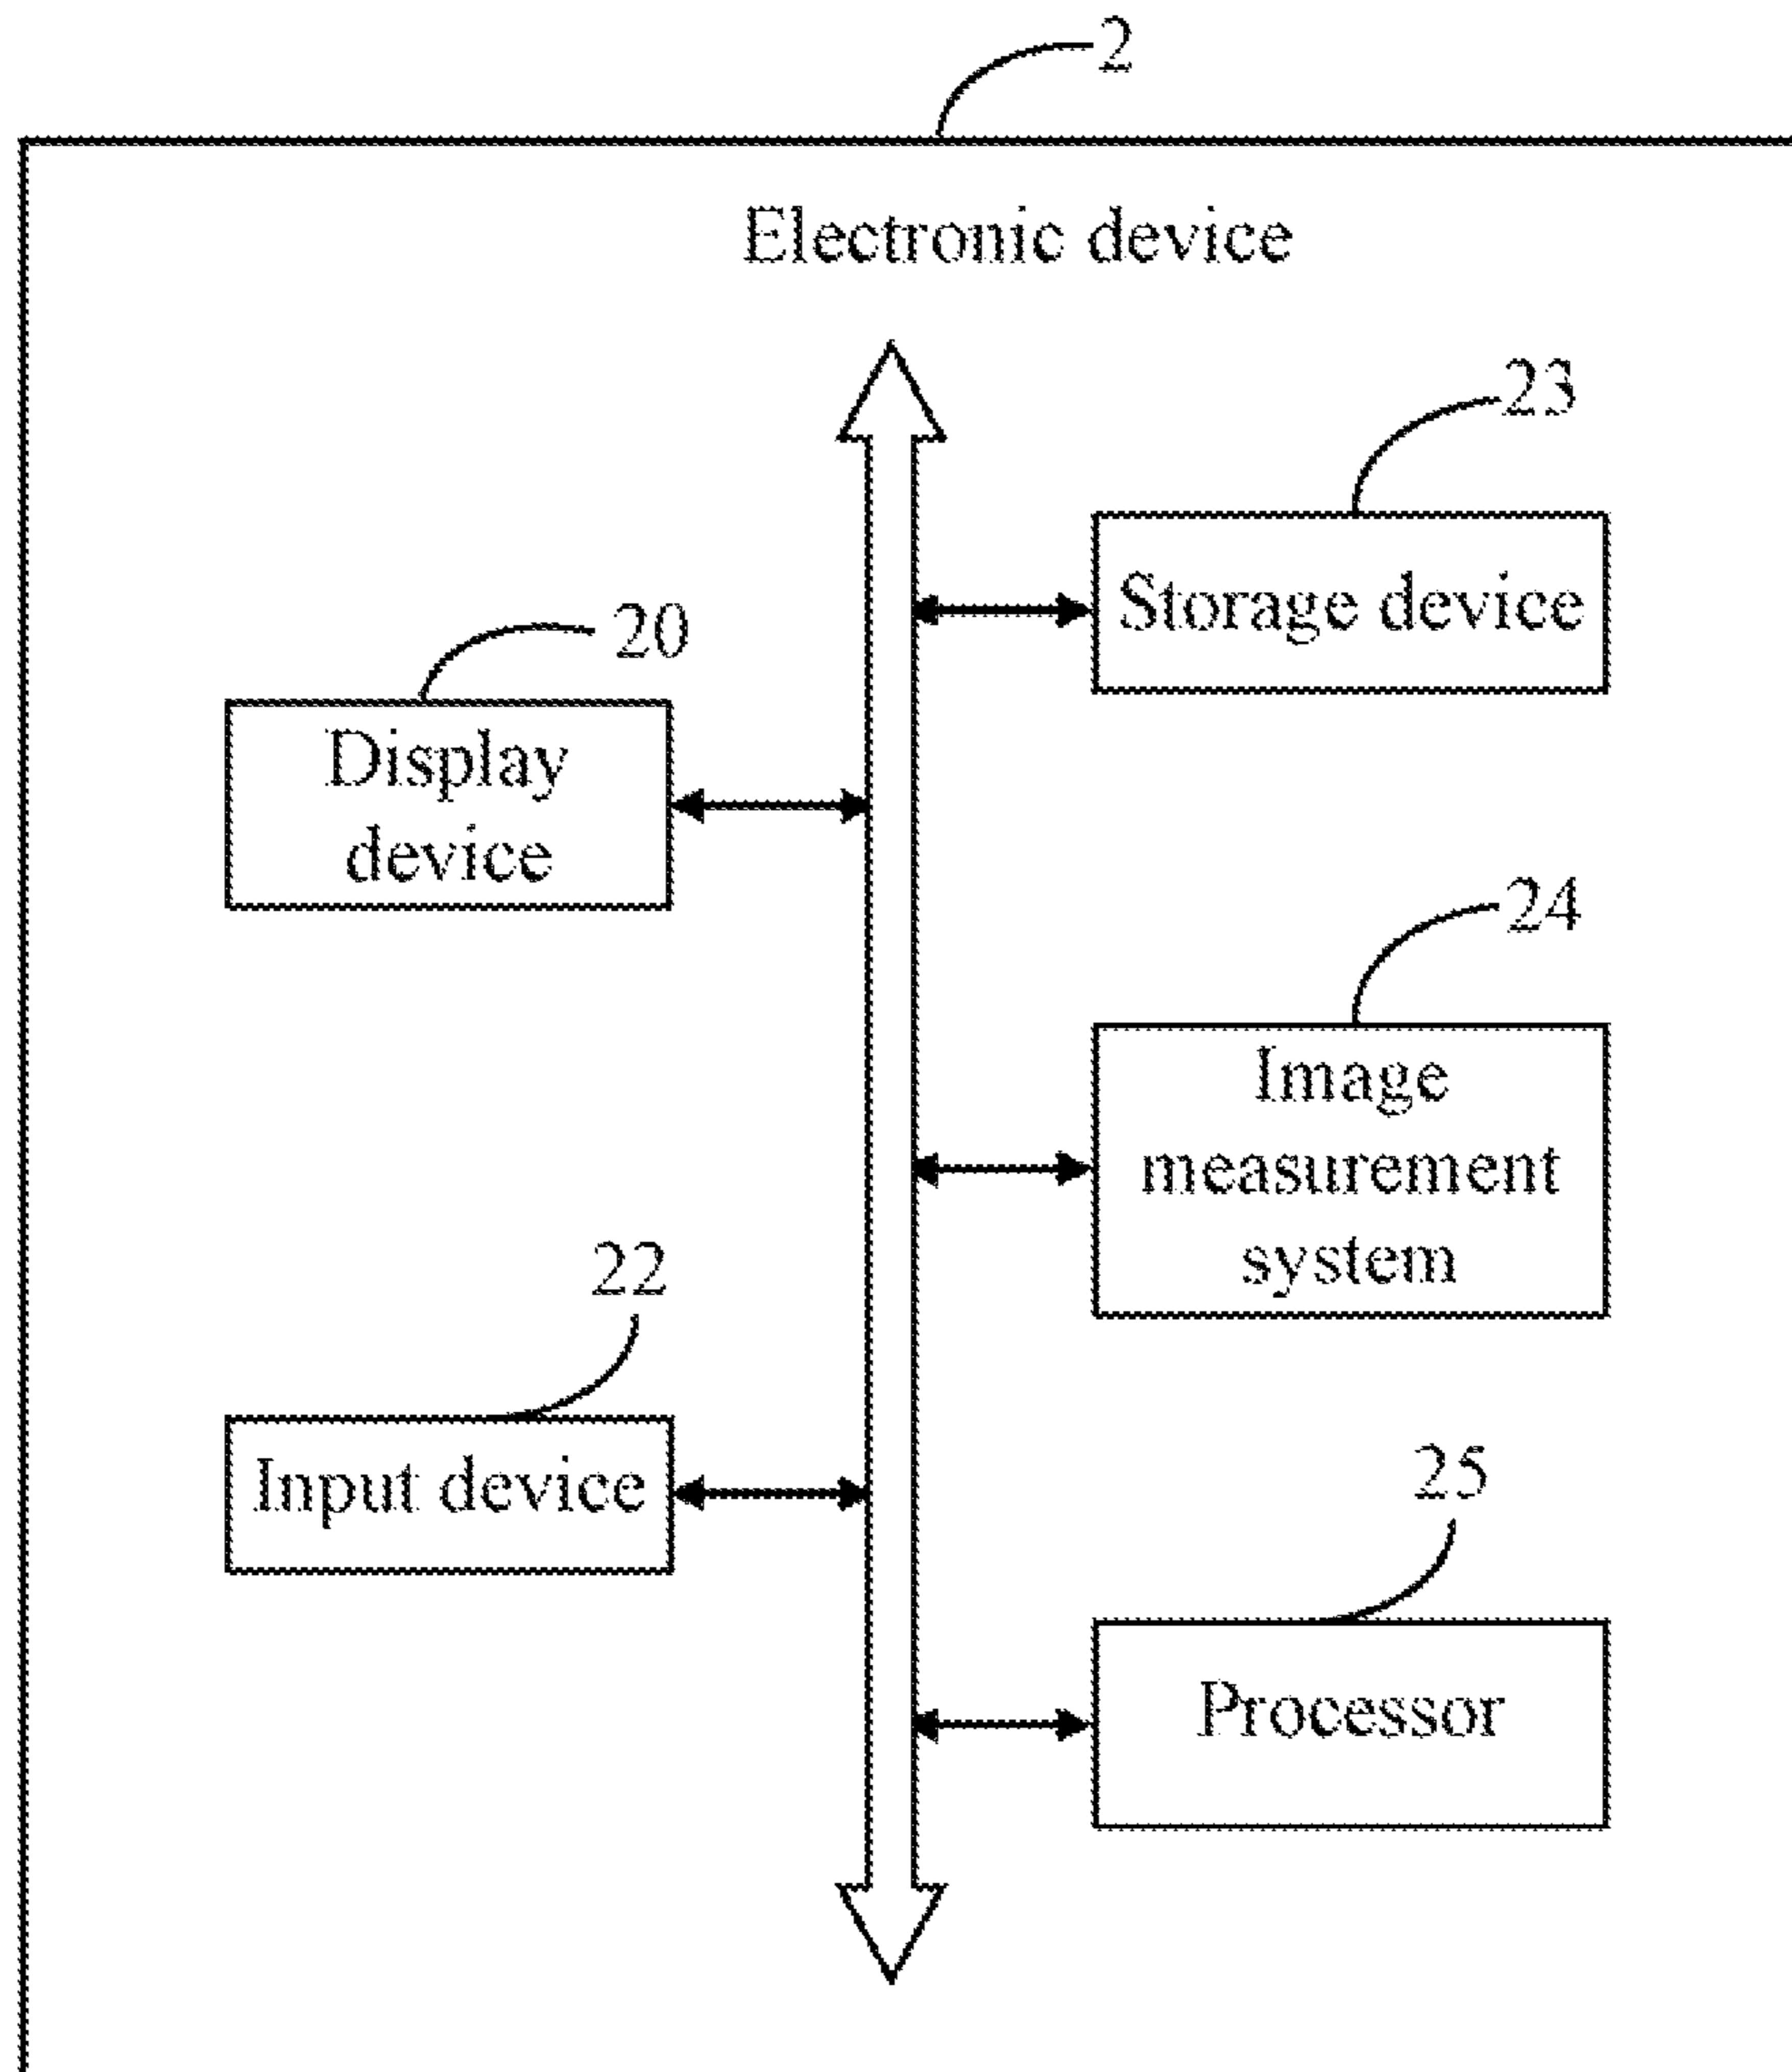 2
Electronic device
23
Storage device
20
Display
device
24
Image
measurement
system
22
Input device
25
Processor